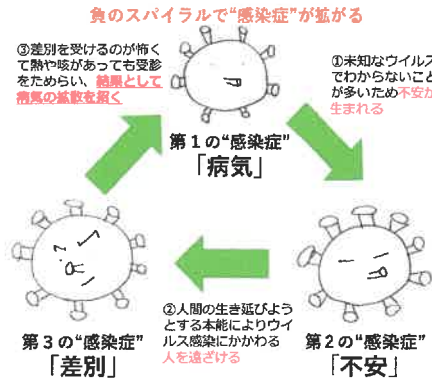 負のスパイラルで“感染症”が拡がる
③差別を受けるのが怖く
て熱や咳があっても受診
をためらい、結果として
病気の拡散を招く
①未知なウイルス
でわからないこと
が多いため不安が
生まれる
第１の“感染症”
「病気」
②人間の生き延びよう
とする本能によりウイ
ルス感染にかかわる
人を遠ざける
第３の“感染症”
「差別」
第２の“感染症”
「不安」